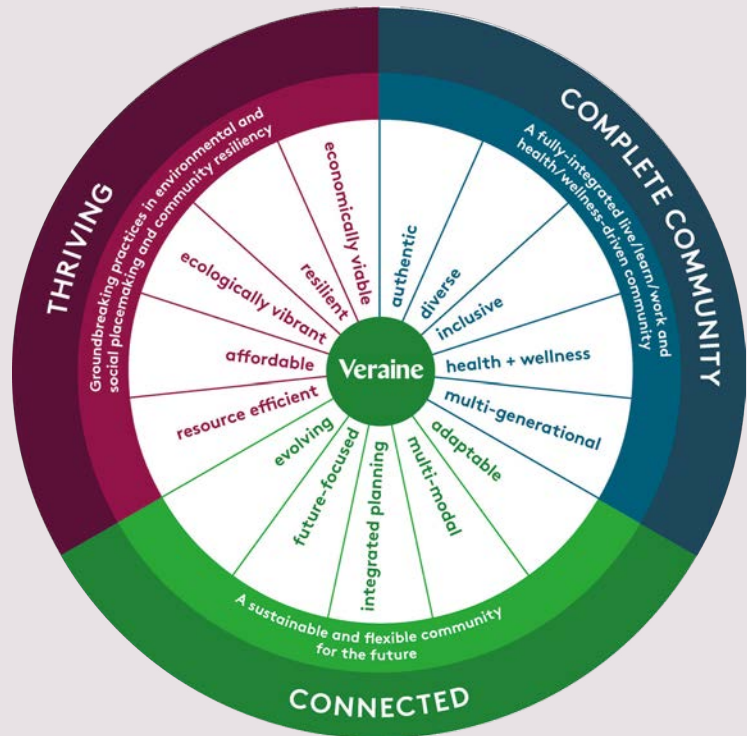 THRIVING
Groundbreaking practices in environmental and
social placemaking and community resiliency
economically viable
resilient
ecologically vibrant
affordable
resource efficient
COMPLETE COMMUNITY
A fully-integrated live/learn/work and
health/wellness-driven community
authentic
diverse
inclusive
health + wellness
multi-generational
Veraine
adaptable
multi-modal
integrated planning
future-focused
evolving
A sustainable and flexible community
for the future
CONNECTED